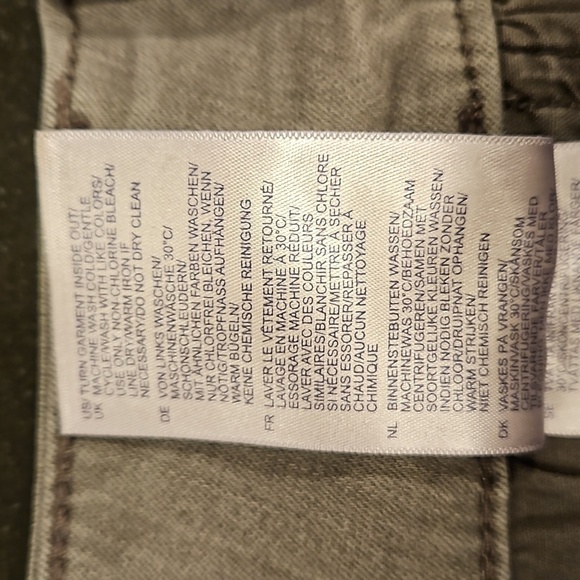 US/ TURN GARMENT INSIDE OUT/
UK MACHINE WASH COLD/GENTLE
CYCLE/WASH WITH LIKE COLORS/
USE ONLY NON-CHLORINE BLEACH/
LINE DRY/WARM IRON IF
NECESSARY/DO NOT DRY CLEAN
DE VON LINKS WASCHEN/
MASCHINENWÄSCHE 30°C/
SCHONSCHLEUDERN/
MIT ÄHNLICHEN FARBEN WASCHEN/
NUR CHLORFREI BLEICHEN, WENN
NÖTIG/TROPFNASS AUFHÄNGEN/
WARM BÜGELN/
KEINE CHEMISCHE REINIGUNG
FR LAVER LE VÊTEMENT RETOURNÉ/
LAVAGE EN MACHINE À 30°C/
ESSORAGE MACHINE RÉDUIT/
LAVER AVEC DES COULEURS
SIMILAIRES/BLANCHIR SANS CHLORE
SI NÉCESSAIRE/METTRE À SÉCHER
SANS ESSORER/REPASSER À
CHAUD/AUCUN NETTOYAGE
CHIMIQUE
NL BINNENSTEBUITEN WASSEN/
MACHINEWAS 30°C/BEHOEDZAAM
CENTRIFUGEREN/SAMEN MET
SOORTGELIJKE KLEUREN WASSEN/
INDIEN NODIG BLEKEN ZONDER
CHLOOR/DRUIPNAT OPHANGEN/
WARM STRIJKEN/
NIET CHEMISCH REINIGEN
DK VASKES PÅ VRANGEN/
MASKINVASK 30°C/SKÅNSOM
CENTRIFUGERING/VASKES MED
TILSVARENDE FARVER/TÅLER